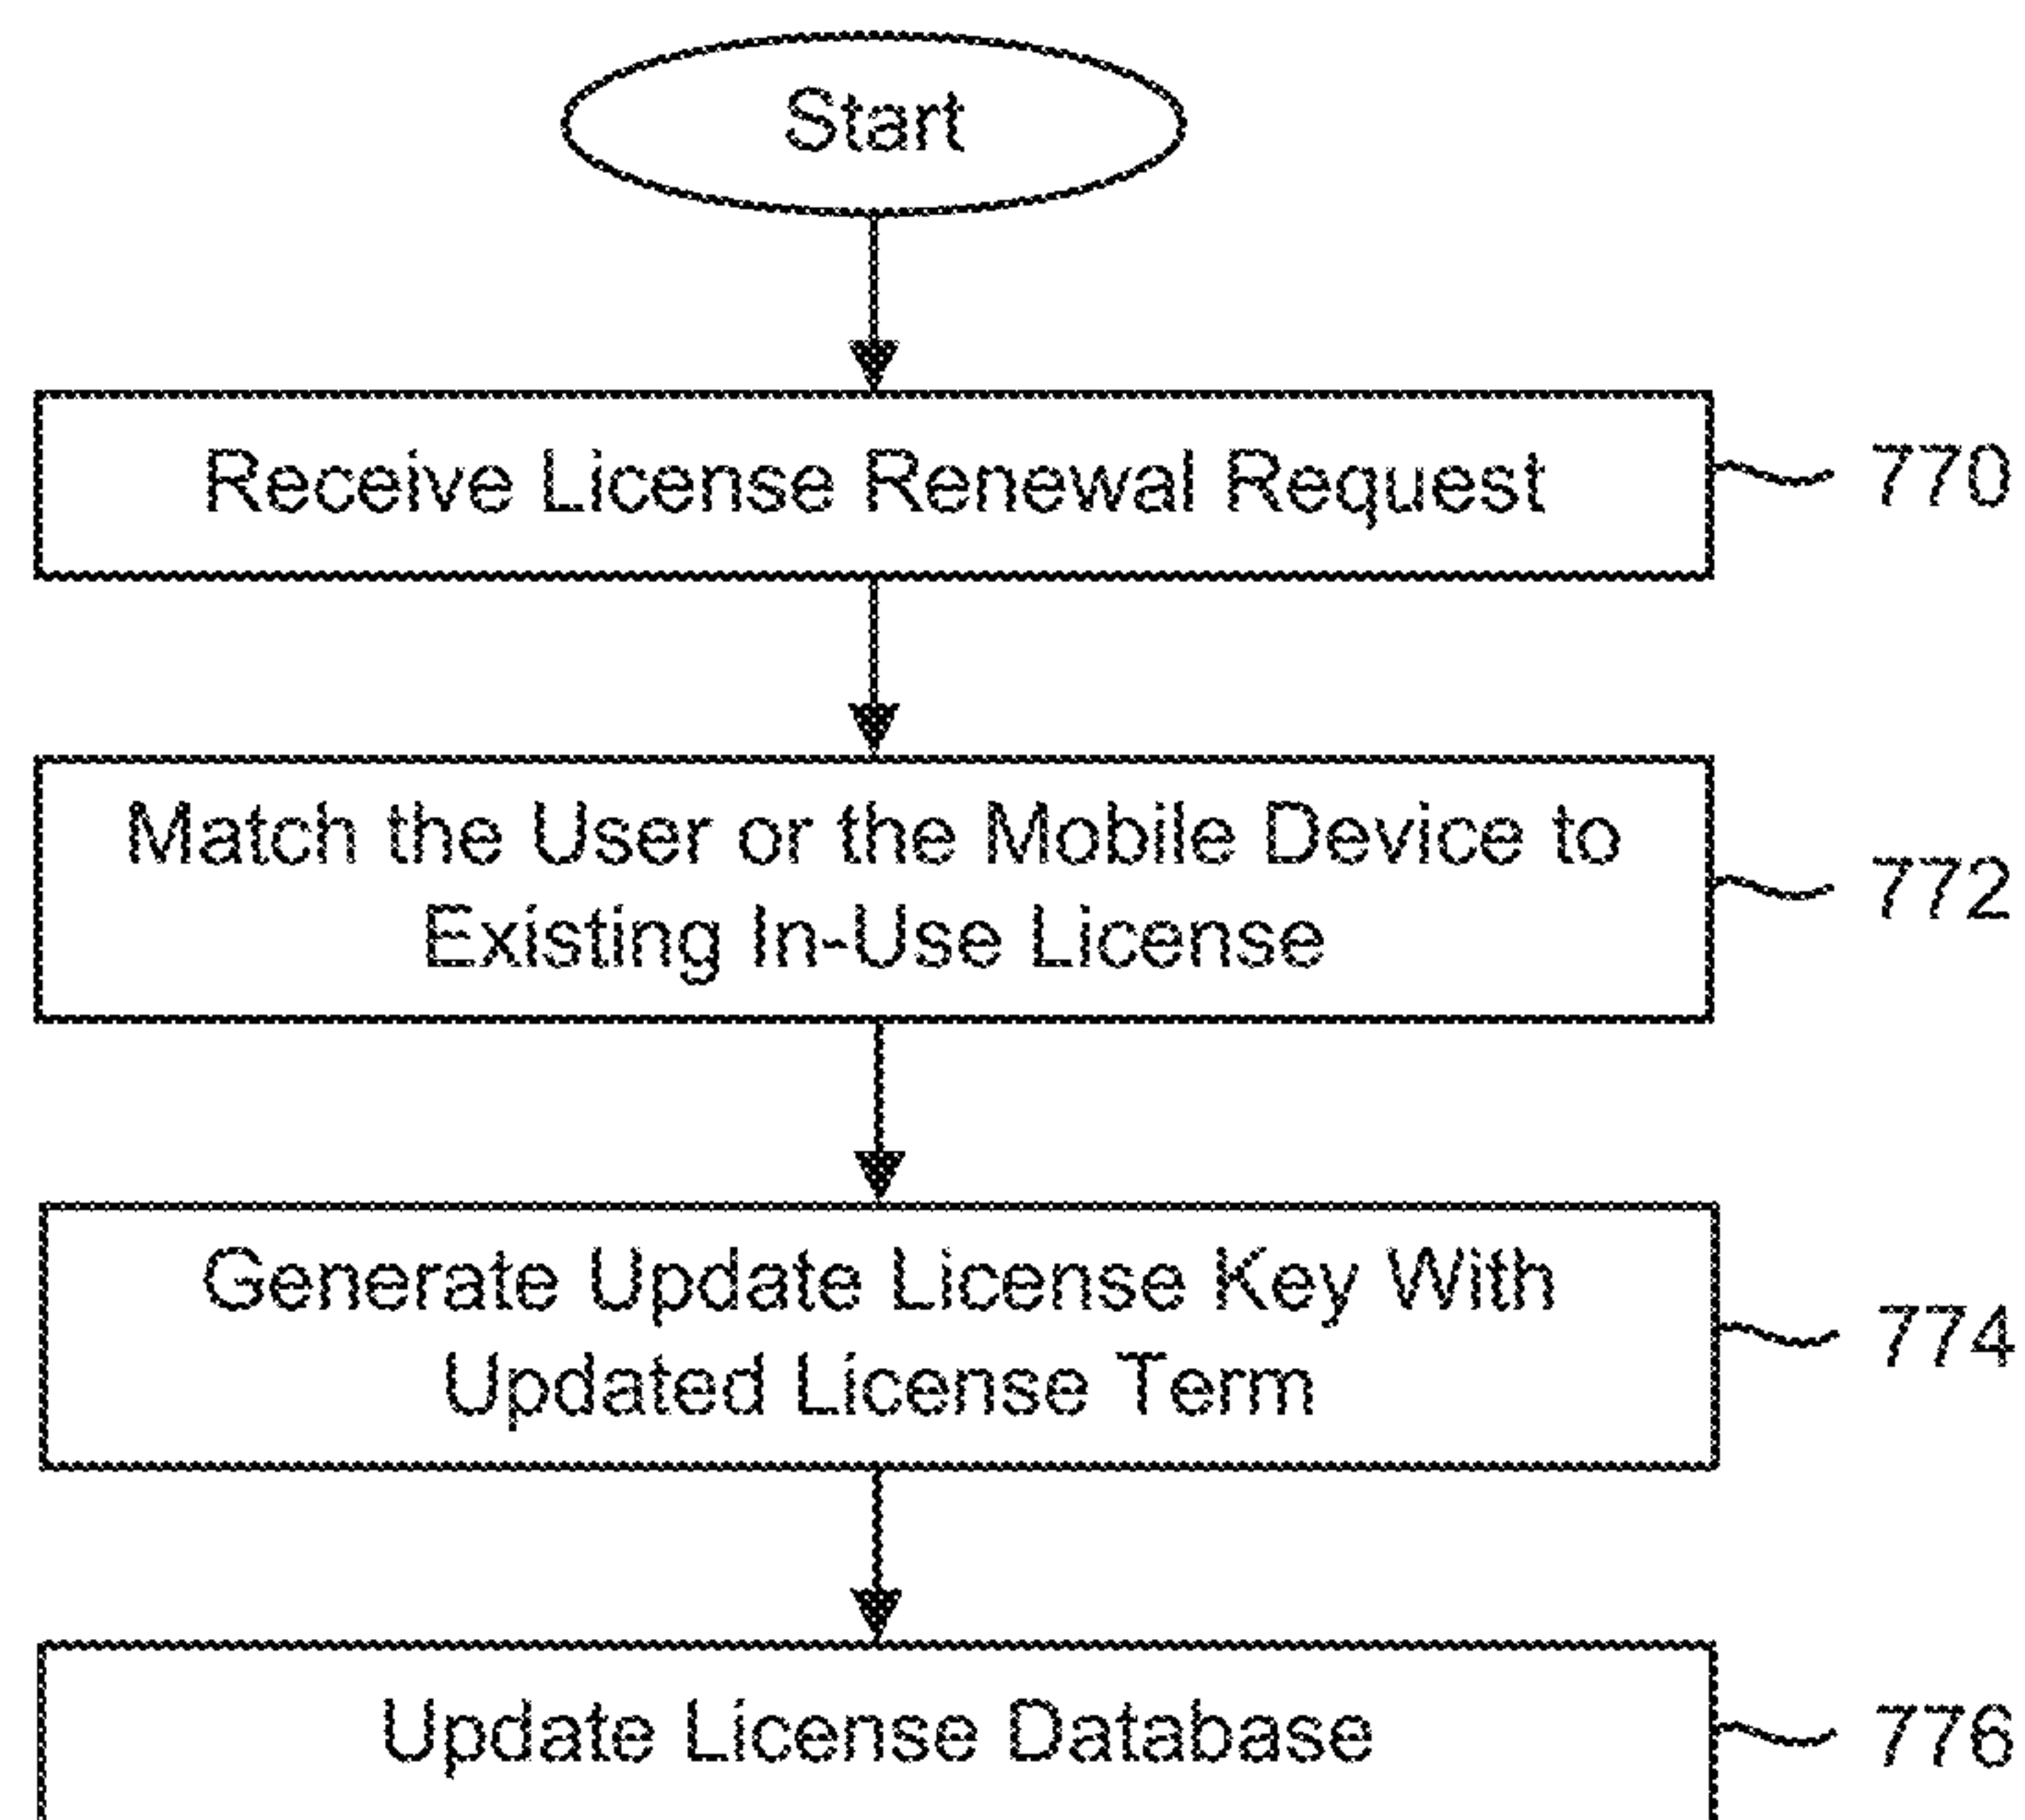 Start
Receive License Renewal Request
770
Match the User or the Mobile Device to
Existing In-Use License
772
Generate Update License Key With
Updated License Term
774
Update License Database
776